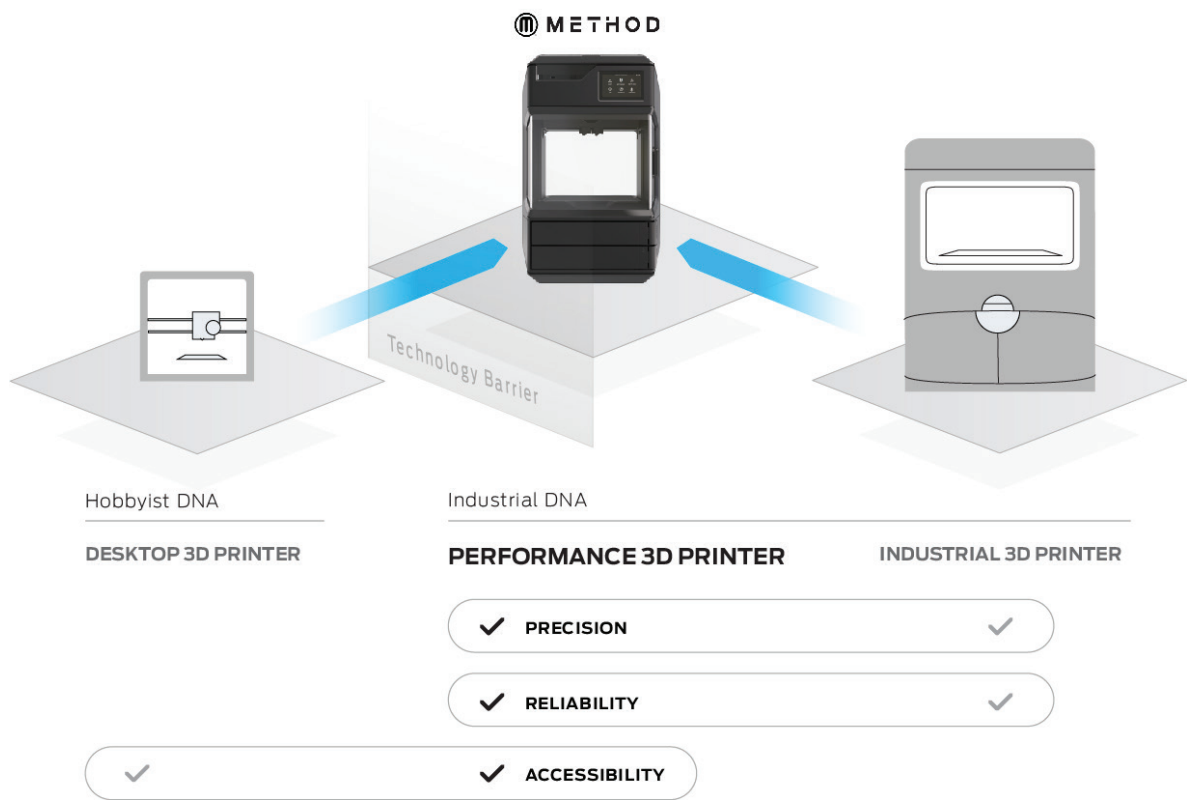 METHOD
Technology Barrier
Hobbyist DNA
Industrial DNA
DESKTOP 3D PRINTER
PERFORMANCE 3D PRINTER
INDUSTRIAL 3D PRINTER
PRECISION
RELIABILITY
ACCESSIBILITY